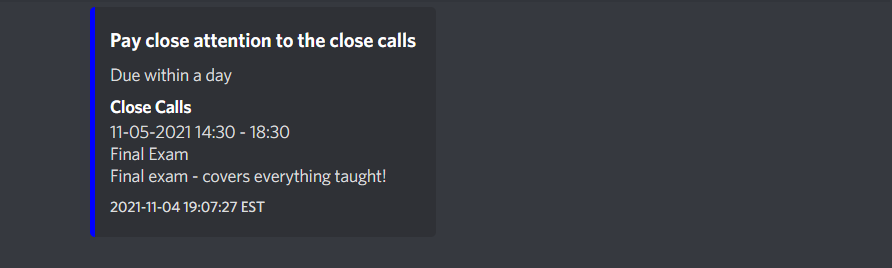 Pay close attention to the close calls
Due within a day
Close Calls
11-05-2021 14:30 - 18:30
Final Exam
Final exam - covers everything taught!
2021-11-04 19:07:27 EST